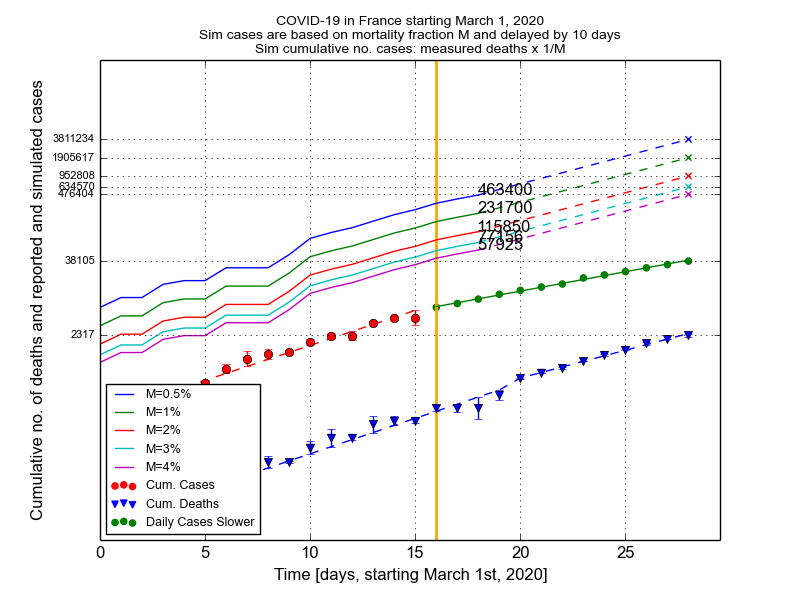 COVID-19 in France starting March 1, 2020
Sim cases are based on mortality fraction M and delayed by 10 days
Sim cumulative no. cases: measured deaths x 1/M
Cumulative no. of deaths and reported and simulated cases
3811234
1905617
952808
634570
476404
38105
2317
463400
231700
115850
77156
57925
M=0.5%
M=1%
M=2%
M=3%
M=4%
Cum. Cases
Cum. Deaths
Daily Cases Slower
0 5 10 15 20 25
Time [days, starting March 1st, 2020]